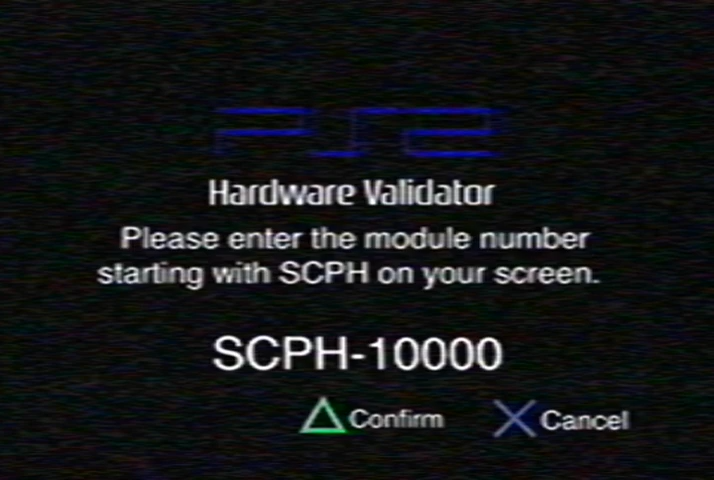 PS2
Hardware Validator
Please enter the module number
starting with SCPH on your screen.
SCPH-10000
Confirm Cancel